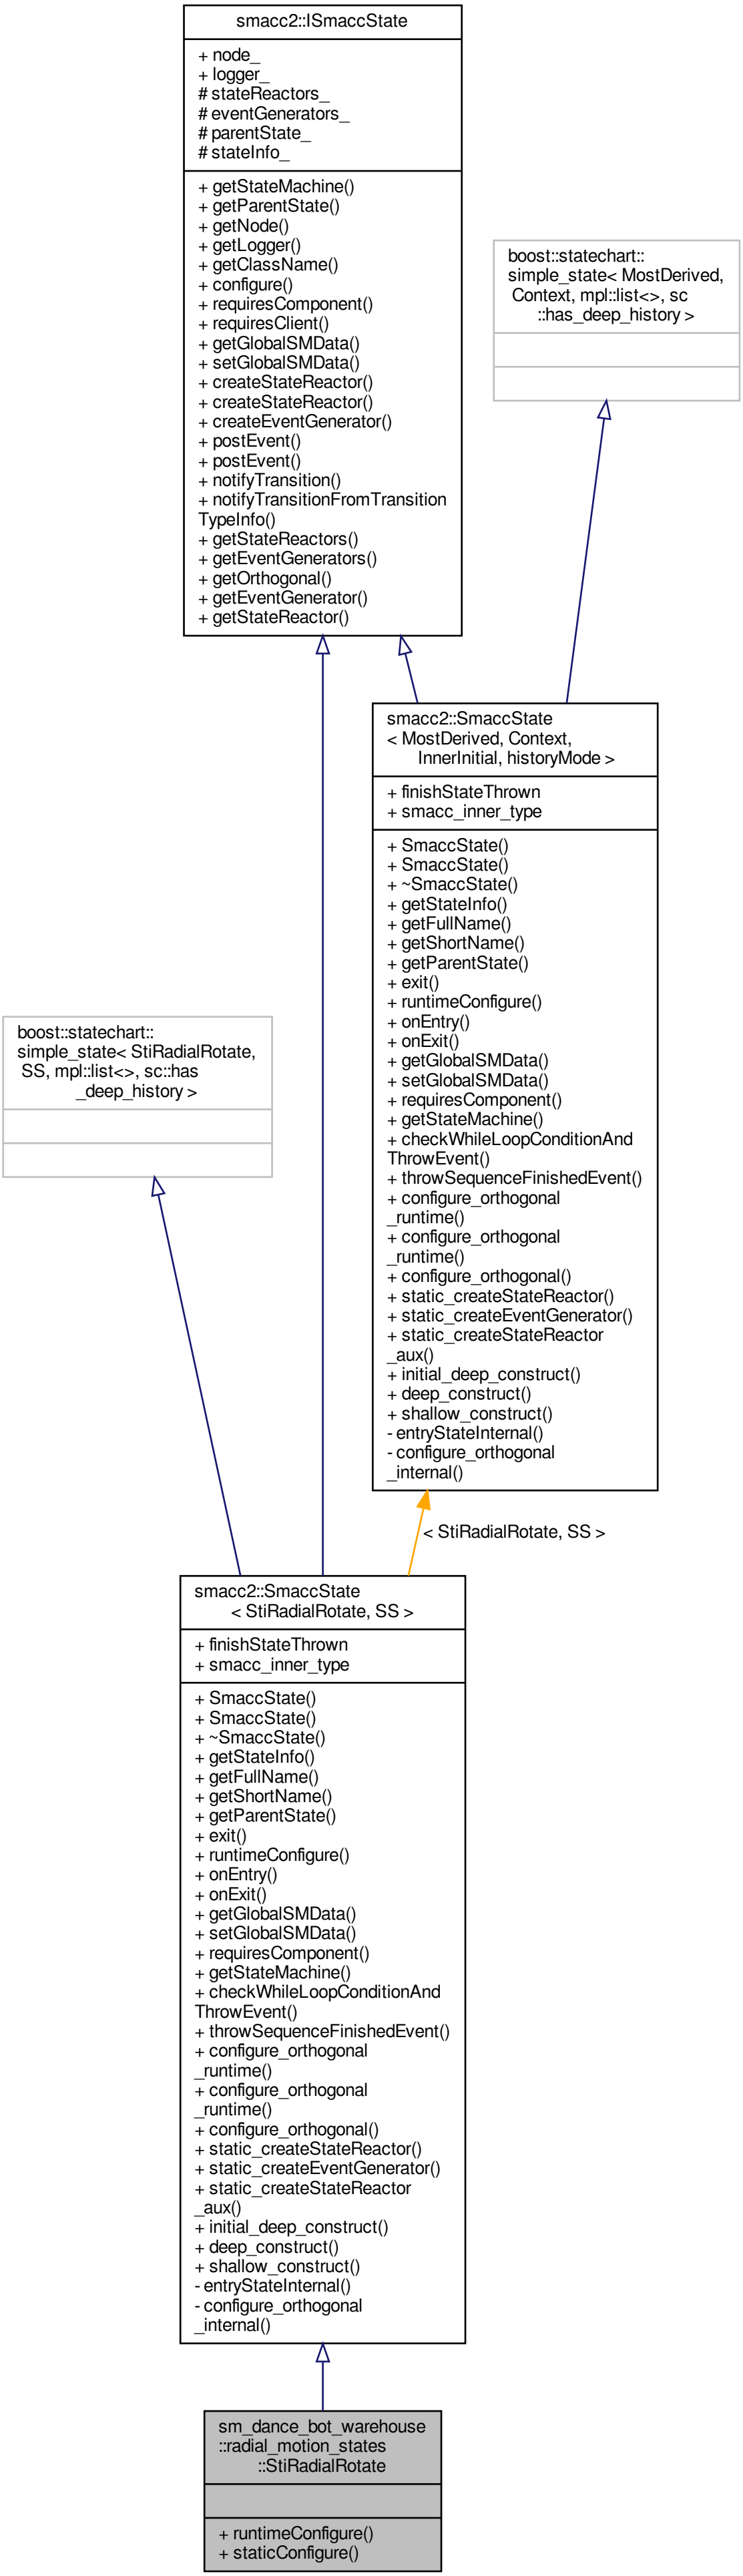 smacc2::ISmaccState
+ node_
+ logger_
# stateReactors_
# eventGenerators_
# parentState_
# stateInfo_
+ getStateMachine()
+ getParentState()
+ getNode()
+ getLogger()
+ getClassName()
+ configure()
+ requiresComponent()
+ requiresClient()
+ getGlobalSMData()
+ setGlobalSMData()
+ createStateReactor()
+ createStateReactor()
+ createEventGenerator()
+ postEvent()
+ postEvent()
+ notifyTransition()
+ notifyTransitionFromTransition
TypeInfo()
+ getStateReactors()
+ getEventGenerators()
+ getOrthogonal()
+ getEventGenerator()
+ getStateReactor()
boost::statechart::
simple_state< MostDerived,
Context, mpl::list<>, sc
::has_deep_history >
smacc2::SmaccState
< MostDerived, Context,
InnerInitial, historyMode >
+ finishStateThrown
+ smacc_inner_type
+ SmaccState()
+ SmaccState()
+ ~SmaccState()
+ getStateInfo()
+ getFullName()
+ getShortName()
+ getParentState()
+ exit()
+ runtimeConfigure()
+ onEntry()
+ onExit()
+ getGlobalSMData()
+ setGlobalSMData()
+ requiresComponent()
+ getStateMachine()
+ checkWhileLoopConditionAnd
ThrowEvent()
+ throwSequenceFinishedEvent()
+ configure_orthogonal
_runtime()
+ configure_orthogonal
_runtime()
+ configure_orthogonal()
+ static_createStateReactor()
+ static_createEventGenerator()
+ static_createStateReactor
_aux()
+ initial_deep_construct()
+ deep_construct()
+ shallow_construct()
- entryStateInternal()
- configure_orthogonal
_internal()
boost::statechart::
simple_state< StiRadialRotate,
SS, mpl::list<>, sc::has
_deep_history >
< StiRadialRotate, SS >
smacc2::SmaccState
< StiRadialRotate, SS >
+ finishStateThrown
+ smacc_inner_type
+ SmaccState()
+ SmaccState()
+ ~SmaccState()
+ getStateInfo()
+ getFullName()
+ getShortName()
+ getParentState()
+ exit()
+ runtimeConfigure()
+ onEntry()
+ onExit()
+ getGlobalSMData()
+ setGlobalSMData()
+ requiresComponent()
+ getStateMachine()
+ checkWhileLoopConditionAnd
ThrowEvent()
+ throwSequenceFinishedEvent()
+ configure_orthogonal
_runtime()
+ configure_orthogonal
_runtime()
+ configure_orthogonal()
+ static_createStateReactor()
+ static_createEventGenerator()
+ static_createStateReactor
_aux()
+ initial_deep_construct()
+ deep_construct()
+ shallow_construct()
- entryStateInternal()
- configure_orthogonal
_internal()
sm_dance_bot_warehouse
::radial_motion_states
::StiRadialRotate
+ runtimeConfigure()
+ staticConfigure()